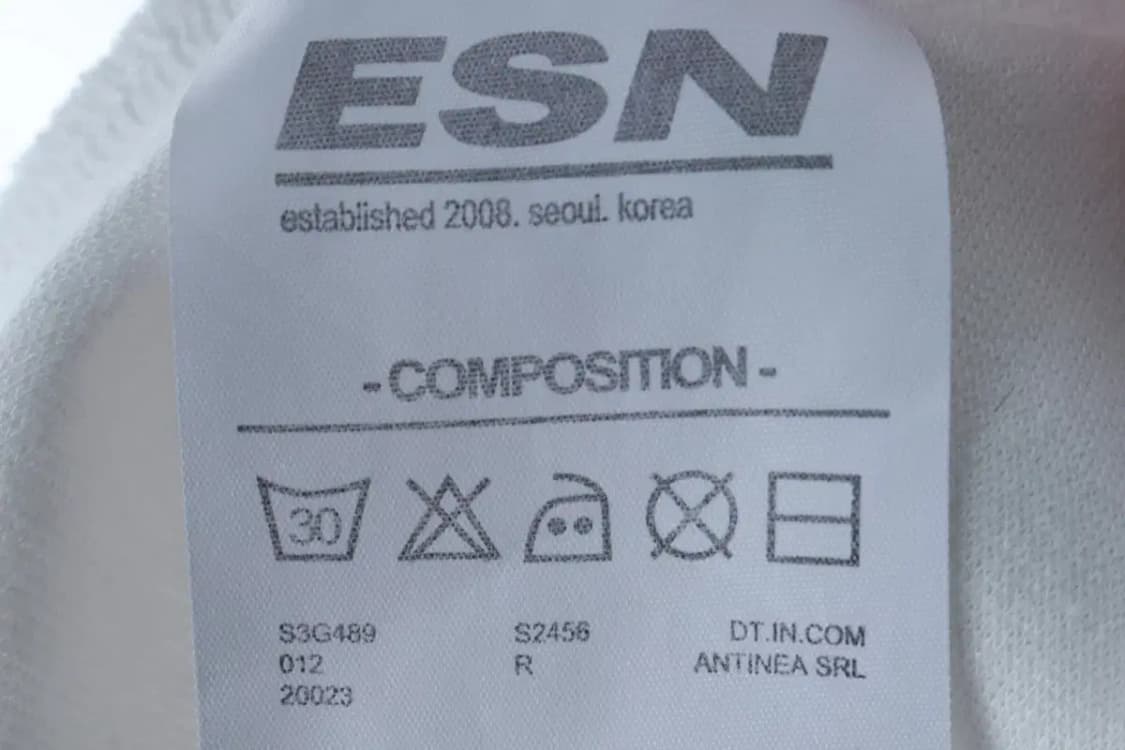 ESN
established 2008. seoul. korea
- COMPOSITION -
30
S3G489 S2456 DT.IN.COM
012 R ANTINEA SRL
20023